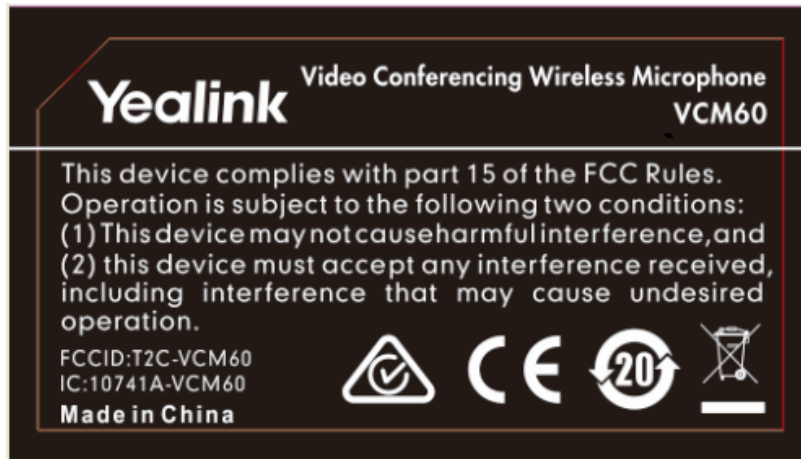 Yealink
Video Conferencing Wireless Microphone
VCM60
This device complies with part 15 of the FCC Rules.
Operation is subject to the following two conditions:
(1) This device may not cause harmful interference, and
(2) this device must accept any interference received,
including interference that may cause undesired
operation.
FCCID:T2C-VCM60
IC:10741A-VCM60
Made in China
CE
20